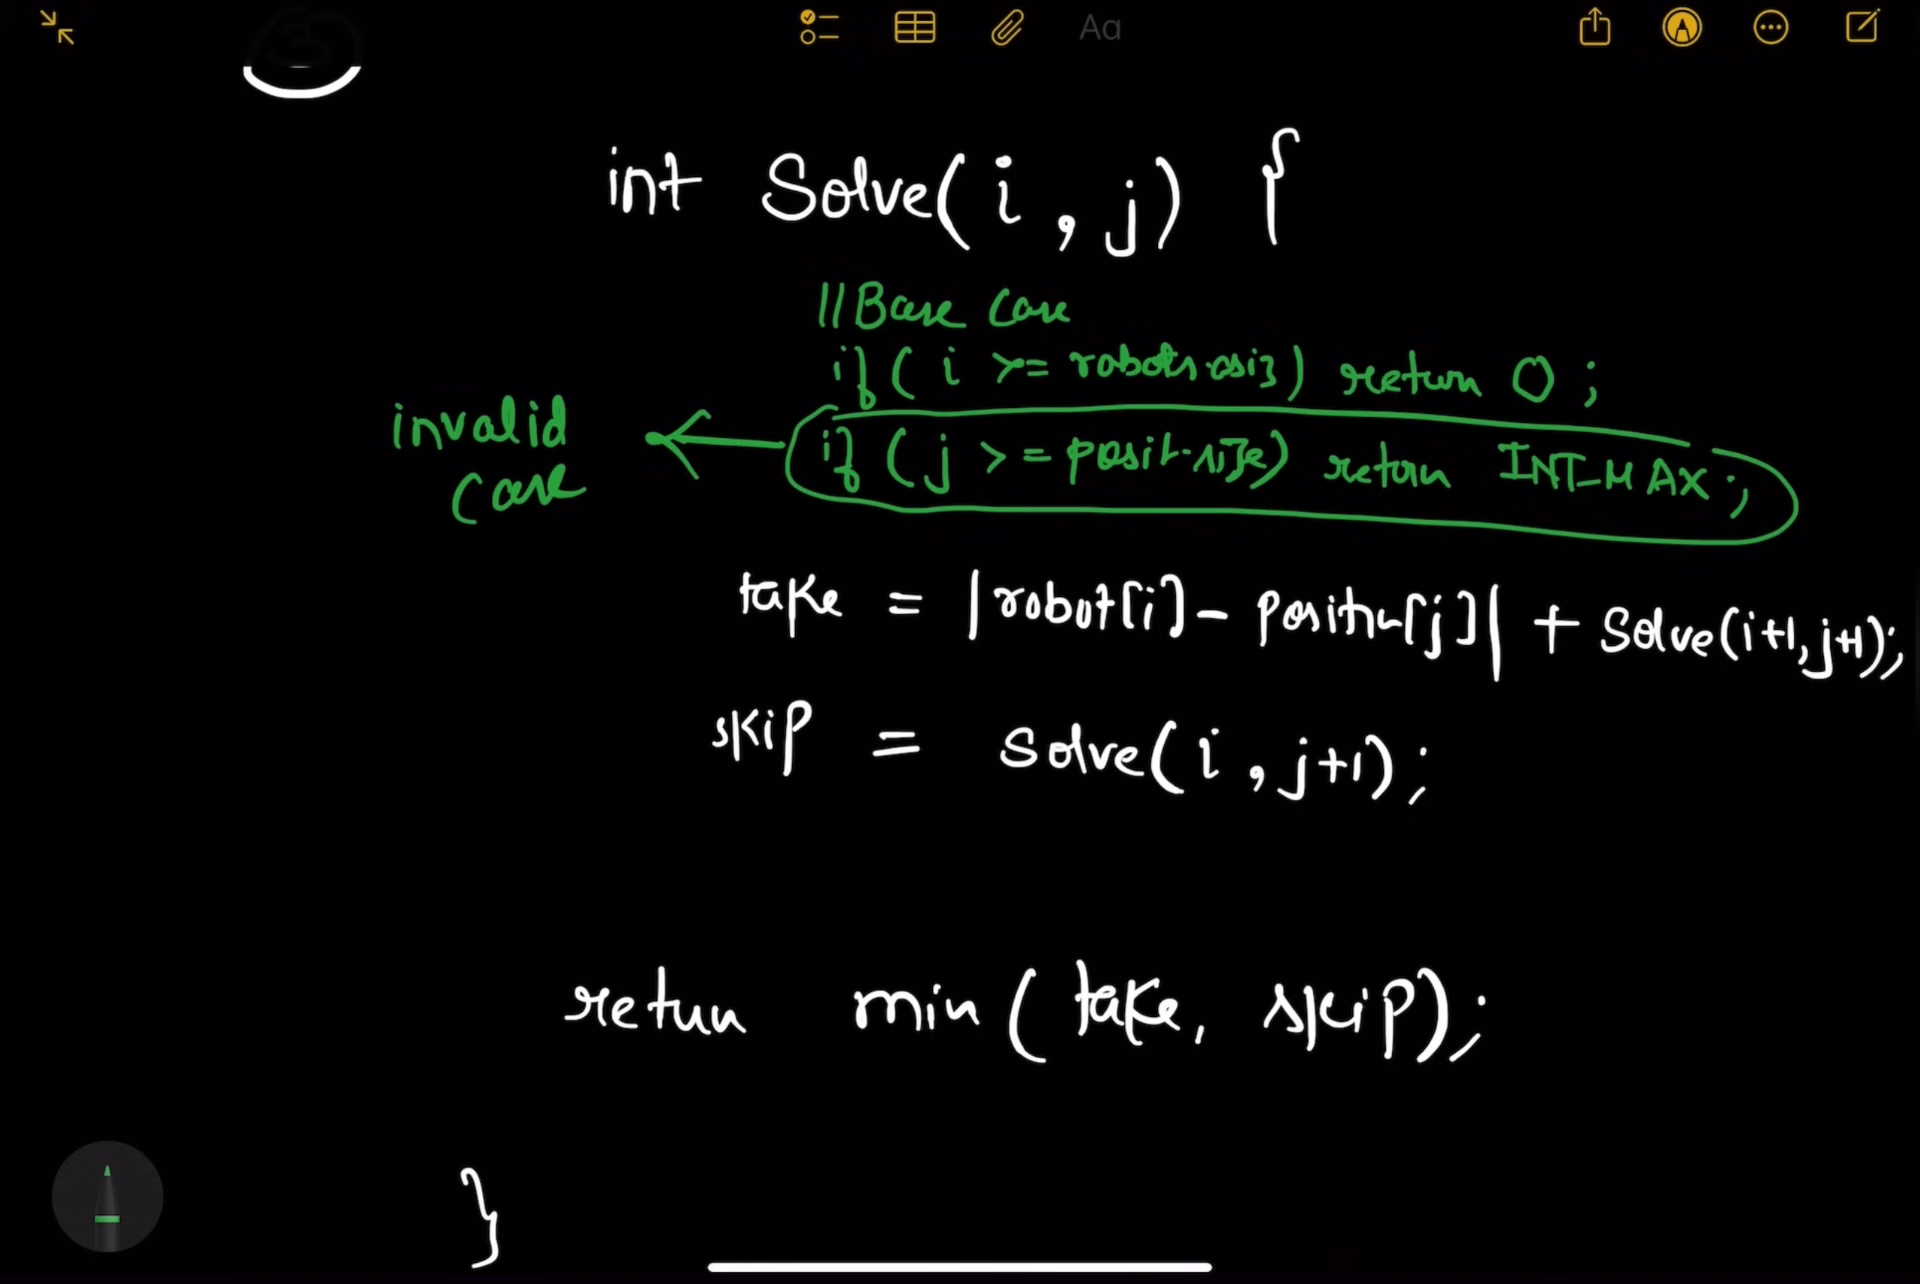 Aa
int Solve(i, j) {
//Base Case
if(i >= robots.size) return 0;
invalid case
if(j >= posit.size) return INT_MAX;
take = |robot[i] - position[j]| + Solve(i+1, j+1);
skip = Solve(i, j+1);
return min(take, skip);
}